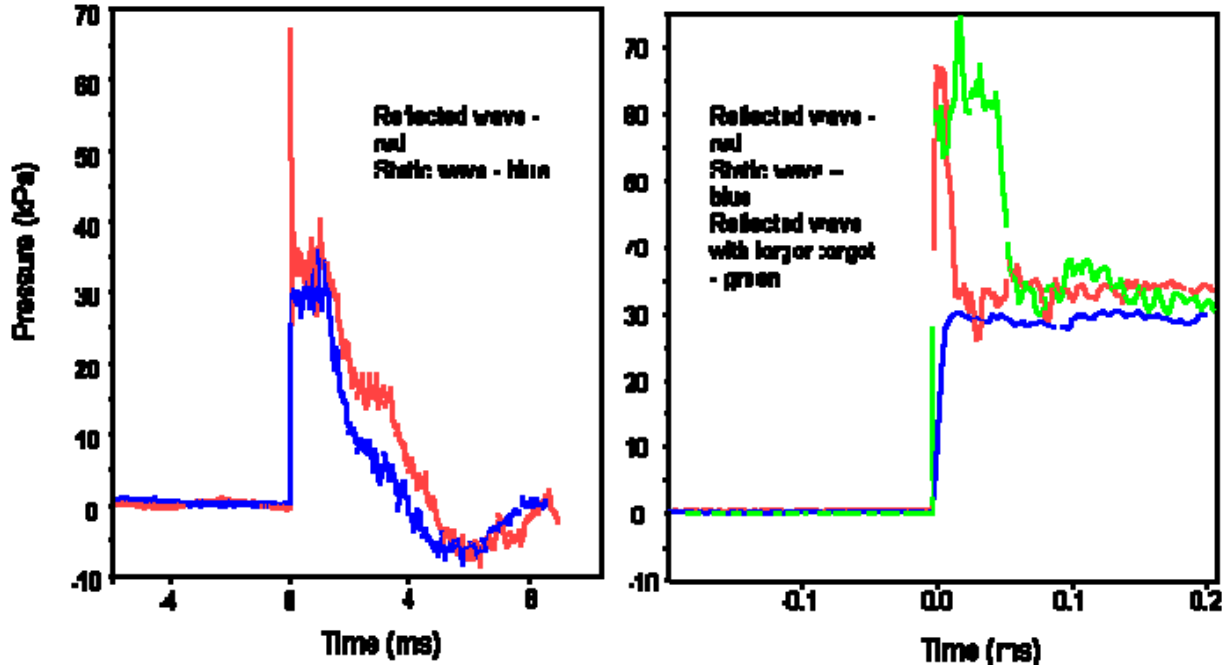 70
60
50
40
30
20
10
0
-10
Pressure (kPa)
Reflected wave -
red
Static wave - blue
-4
0
4
Time (ms)
70
30
20
10
0
-10
Reflected wave -
red
Static wave –
blue
Reflected wave
with larger target
- green
-0.1
0.0
0.1
0.2
Time (ms)